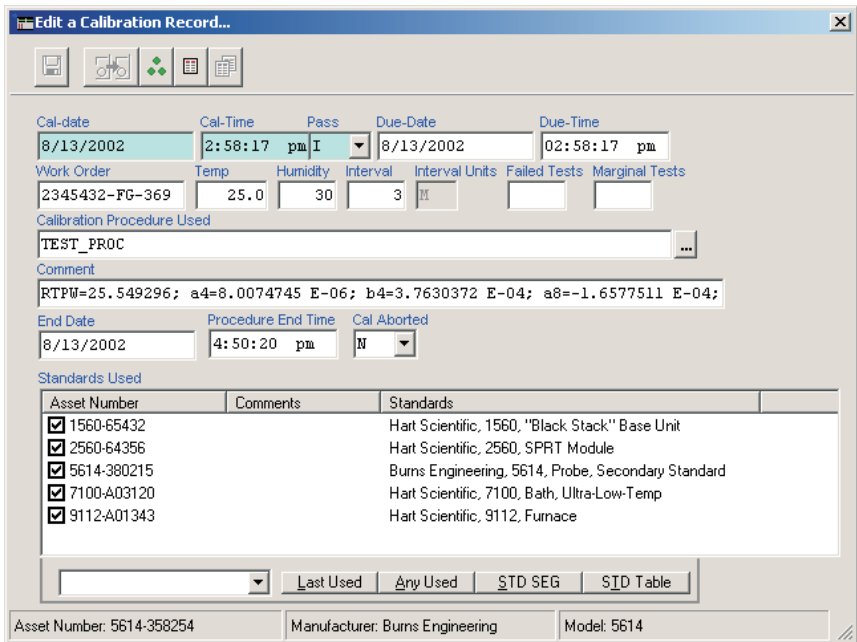 Edit a Calibration Record...
Cal-date Cal-Time Pass Due-Date Due-Time
8/13/2002 2:58:17 pm I 8/13/2002 02:58:17 pm
Work Order Temp Humidity Interval Interval Units Failed Tests Marginal Tests
2345432-FG-369 25.0 30 3 M
Calibration Procedure Used
TEST_PROC ...
Comment
RTPW=25.549296; a4=8.0074745 E-06; b4=3.7630372 E-04; a8=-1.6577511 E-04;
End Date Procedure End Time Cal Aborted
8/13/2002 4:50:20 pm N
Standards Used
Asset Number Comments Standards
1560-65432 Hart Scientific, 1560, "Black Stack" Base Unit
2560-64356 Hart Scientific, 2560, SPRT Module
5614-380215 Burns Engineering, 5614, Probe, Secondary Standard
7100-A03120 Hart Scientific, 7100, Bath, Ultra-Low-Temp
9112-A01343 Hart Scientific, 9112, Furnace
Last Used Any Used STD SEG STD Table
Asset Number: 5614-358254 Manufacturer: Burns Engineering Model: 5614